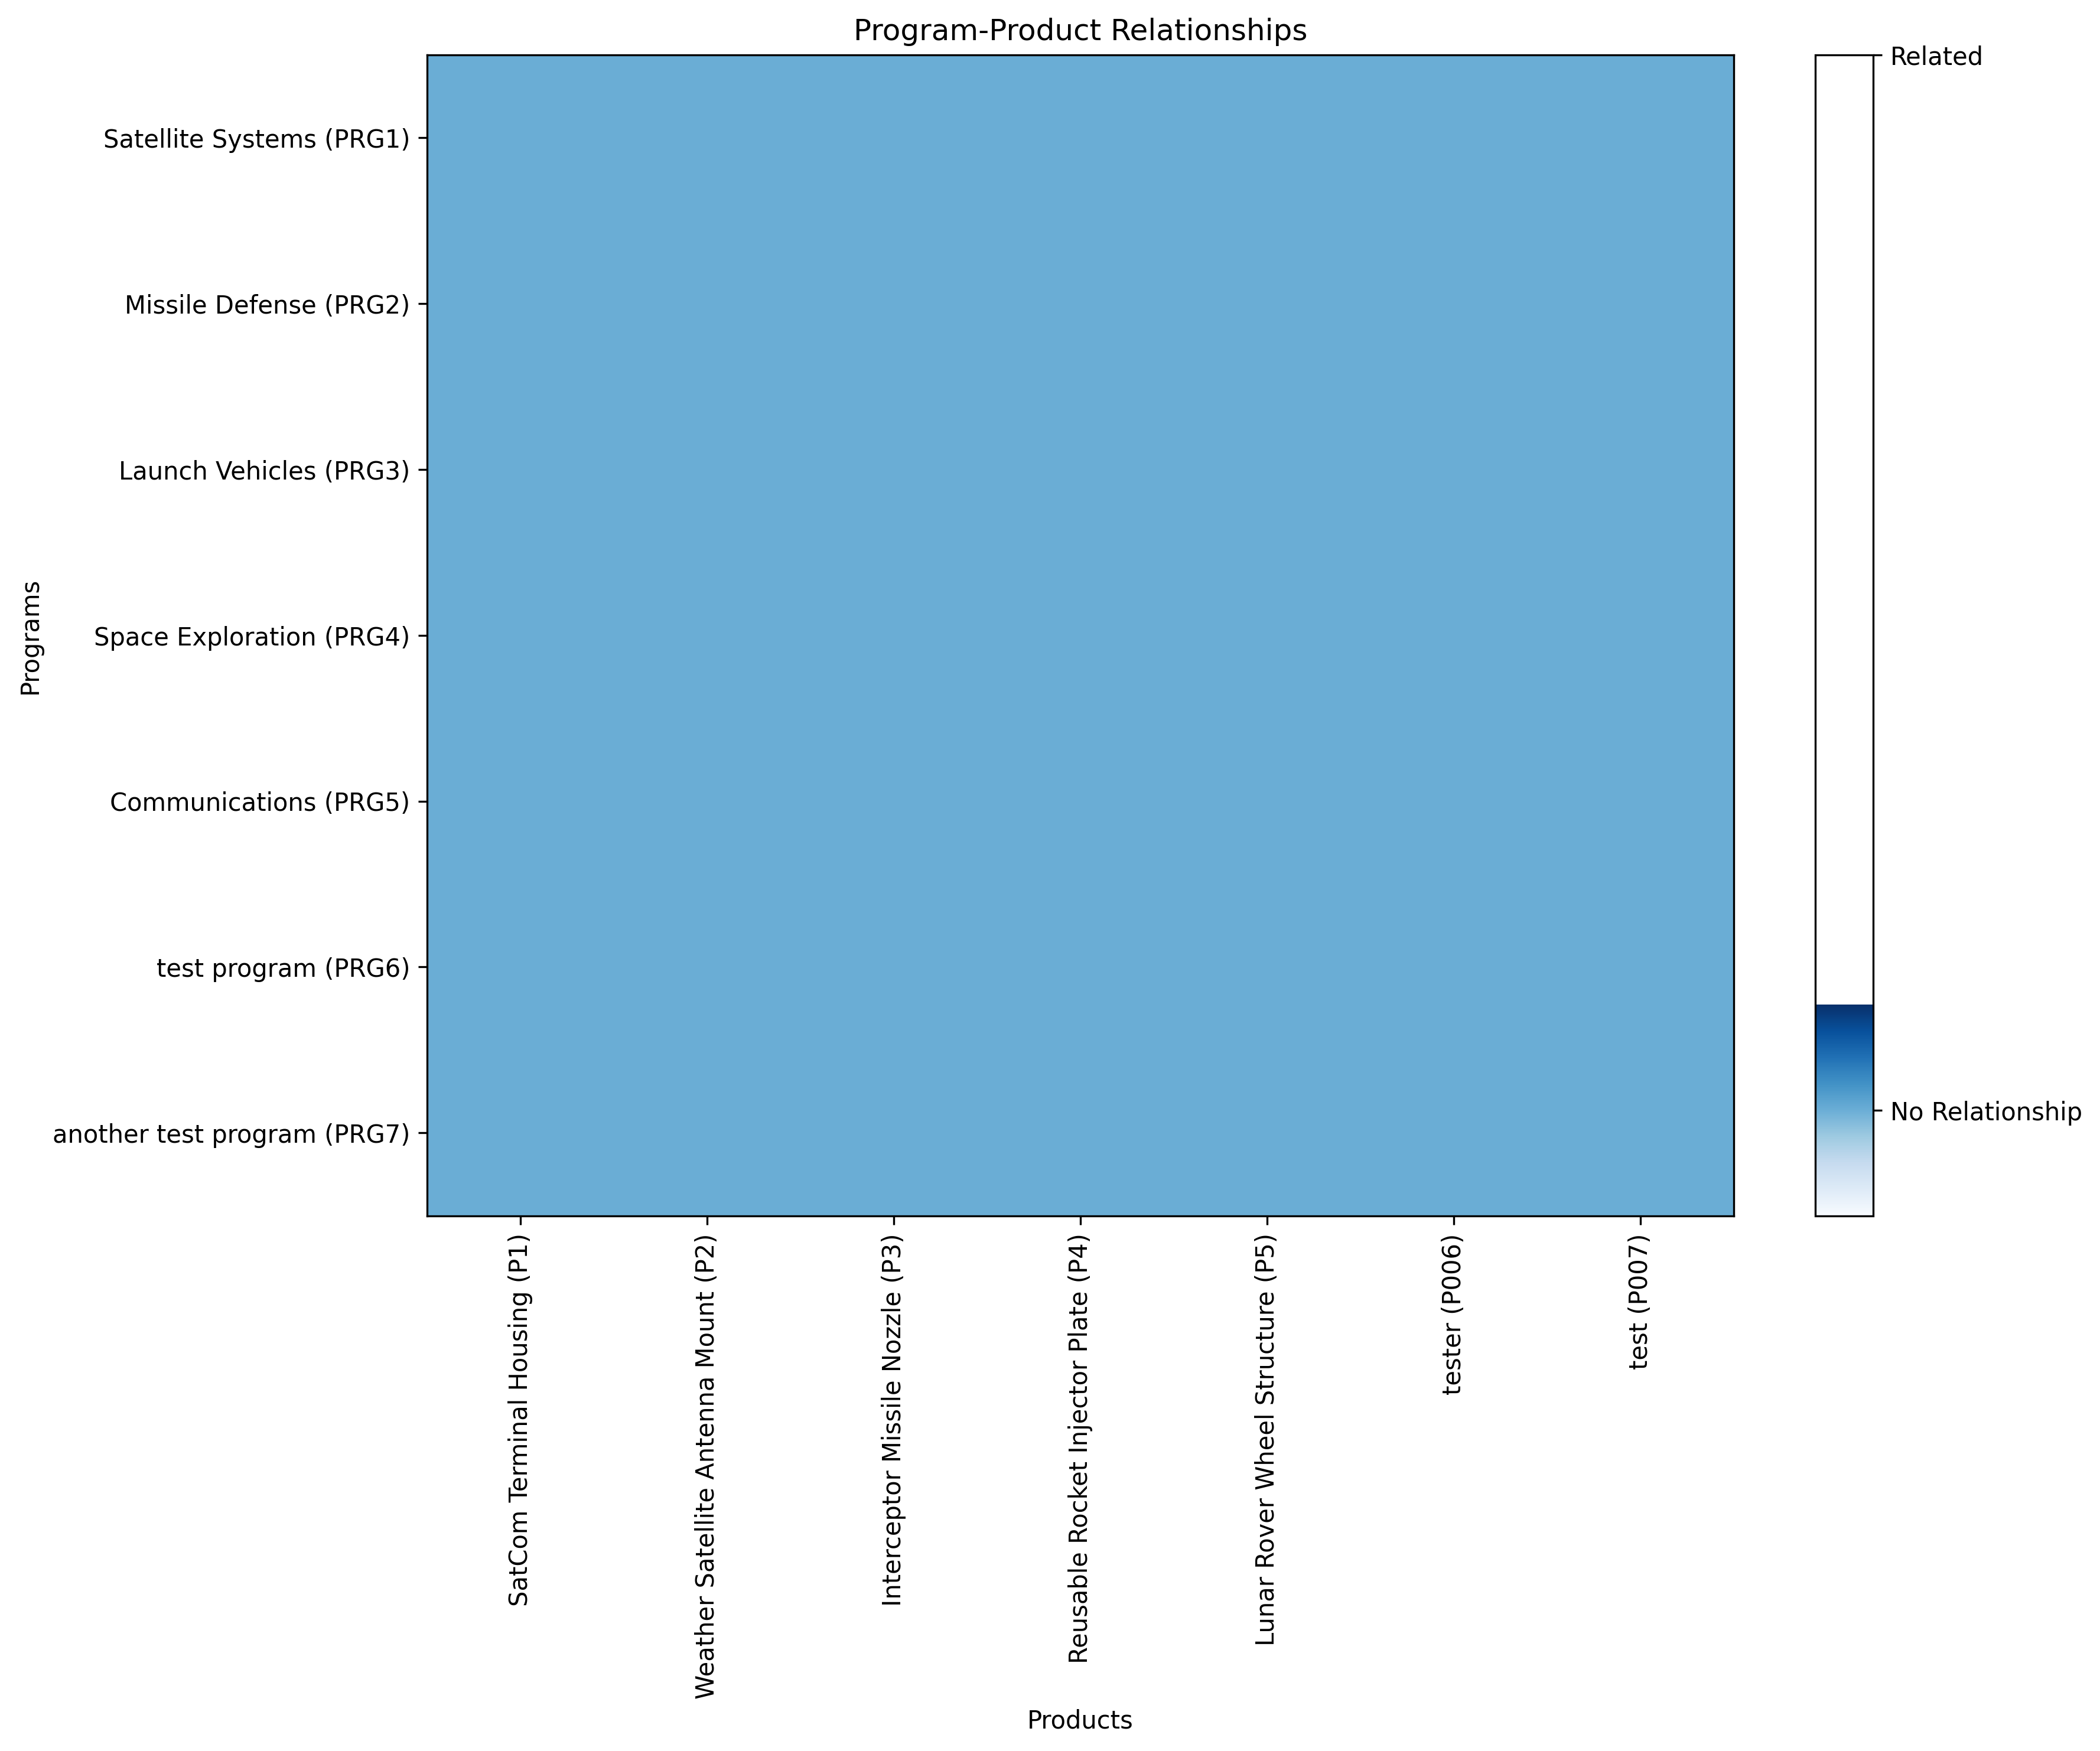 Program-Product Relationships
Related
Satellite Systems (PRG1)
Missile Defense (PRG2)
Launch Vehicles (PRG3)
Space Exploration (PRG4)
Programs
Communications (PRG5)
test program (PRG6)
No Relationship
another test program (PRG7)
SatCom Terminal Housing (P1)
Weather Satellite Antenna Mount (P2)
Interceptor Missile Nozzle (P3)
Reusable Rocket Injector Plate (P4)
Lunar Rover Wheel Structure (P5)
tester (P006)
test (P007)
Products